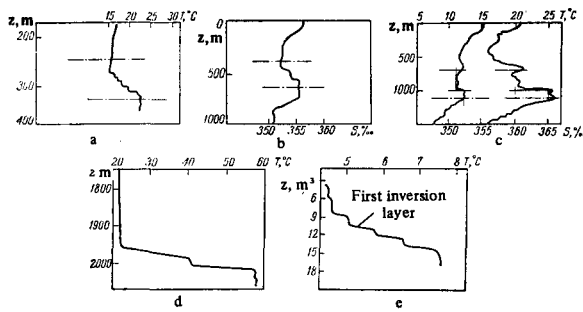 15 20 25 30 T,°C
z, m
200
300
400
a
z, m
0
500
1000
350 355 360 S,‰
b
5 10 15 20 25 T,°C
z, m
500
1000
350 355 360 365 S,‰
c
20 30 40 50 60 T,°C
z m
1800
1900
2000
d
5 6 7 8 T,°C
z, m³
6
9
12
15
18
First inversion
layer
e